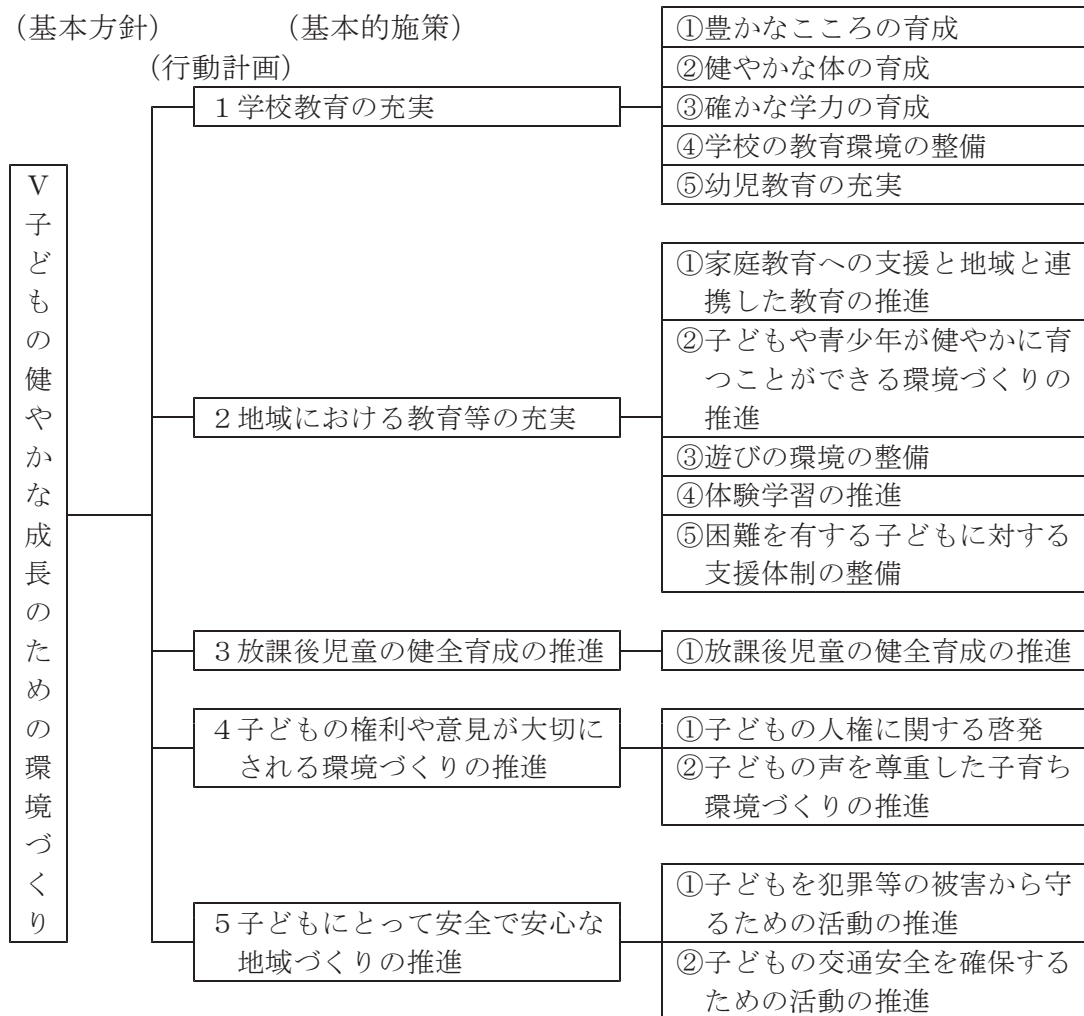 (基本方針) (基本的施策)
(行動計画)
Ⅴ子どもの健やかな成長のための環境づくり
1学校教育の充実
①豊かなこころの育成
②健やかな体の育成
③確かな学力の育成
④学校の教育環境の整備
⑤幼児教育の充実
2地域における教育等の充実
①家庭教育への支援と地域と連
携した教育の推進
②子どもや青少年が健やかに育
つことができる環境づくりの
推進
③遊びの環境の整備
④体験学習の推進
⑤困難を有する子どもに対する
支援体制の整備
3放課後児童の健全育成の推進
①放課後児童の健全育成の推進
4子どもの権利や意見が大切に
される環境づくりの推進
①子どもの人権に関する啓発
②子どもの声を尊重した子育ち
環境づくりの推進
5子どもにとって安全で安心な
地域づくりの推進
①子どもを犯罪等の被害から守
るための活動の推進
②子どもの交通安全を確保する
ための活動の推進